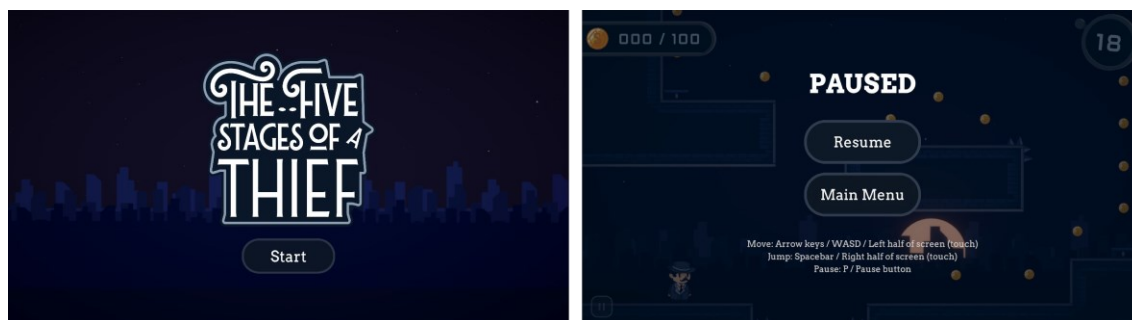 THE FIVE
STAGES OF A
THIEF
Start
000 / 100
18
PAUSED
Resume
Main Menu
Move: Arrow keys / WASD / Left half of screen (touch)
Jump: Spacebar / Right half of screen (touch)
Pause: P / Pause button